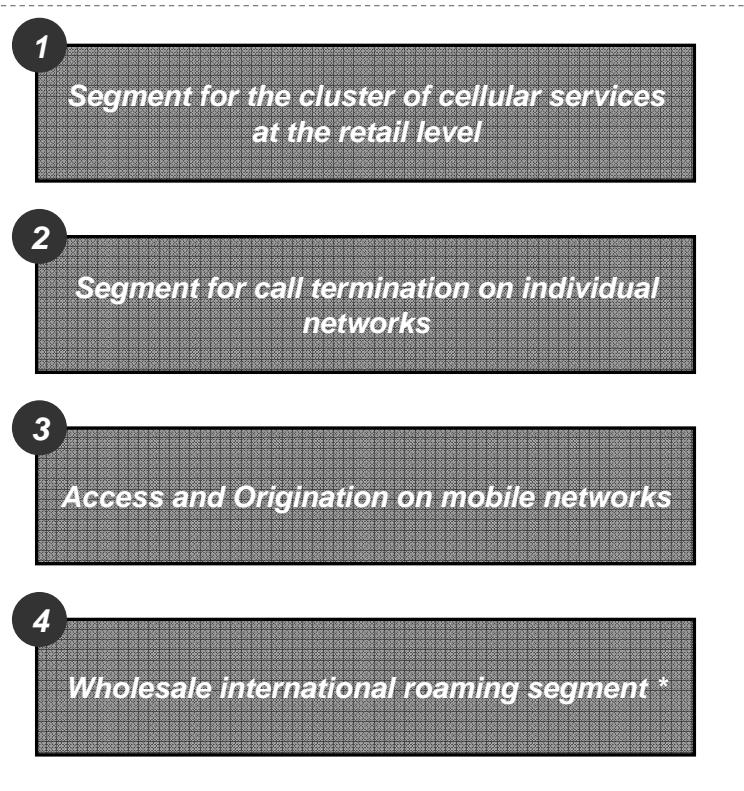 1
Segment for the cluster of cellular services
at the retail level
2
Segment for call termination on individual
networks
3
Access and Origination on mobile networks
4
Wholesale international roaming segment *